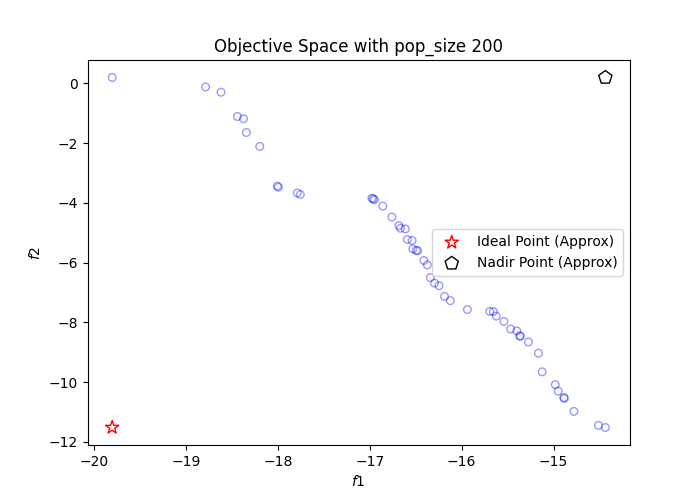 Objective Space with pop_size 200
0
−2
−4
−6
−8
−10
−12
f2
Ideal Point (Approx)
Nadir Point (Approx)
−20
−19
−18
−17
−16
−15
f1